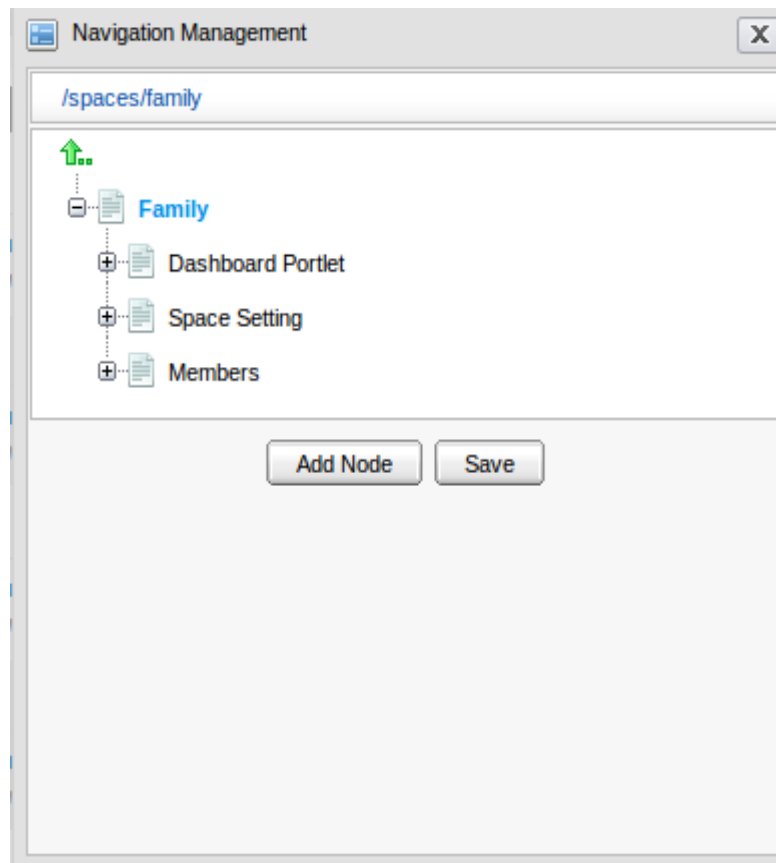 Navigation Management
X
/spaces/family
Family
Dashboard Portlet
Space Setting
Members
Add Node Save